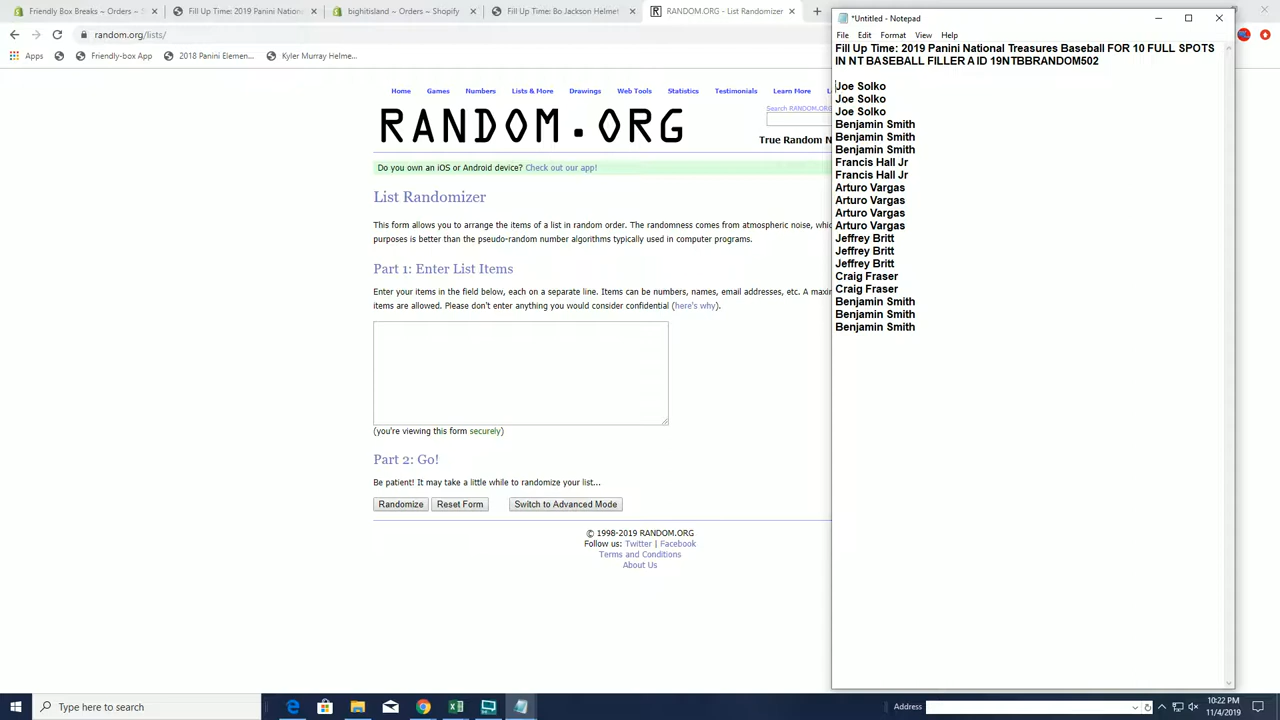 Friendly Box Breaks ~ Orders ~ S
Fill Up Time: 2019 Panini Nation
bightitsland ~ Orders ~ Shopify
Fill Up Time: Bo Jackson Helmet
RANDOM.ORG - List Randomizer
random.org/lists/
Apps
Friendly-box App
2018 Panini Elemen...
Kyler Murray Helme...
Home
Games
Numbers
Lists & More
Drawings
Web Tools
Statistics
Testimonials
Learn More
Search RANDOM.ORG
RANDOM.ORG
True Random N
Do you own an iOS or Android device? Check out our app!
List Randomizer
This form allows you to arrange the items of a list in random order. The randomness comes from atmospheric noise, whic
purposes is better than the pseudo-random number algorithms typically used in computer programs.
Part 1: Enter List Items
Enter your items in the field below, each on a separate line. Items can be numbers, names, email addresses, etc. A maxim
items are allowed. Please don't enter anything you would consider confidential (here's why).
(you're viewing this form securely)
Part 2: Go!
Be patient! It may take a little while to randomize your list...
Randomize
Reset Form
Switch to Advanced Mode
© 1998-2019 RANDOM.ORG
Follow us: Twitter | Facebook
Terms and Conditions
About Us
*Untitled - Notepad
File Edit Format View Help
Fill Up Time: 2019 Panini National Treasures Baseball FOR 10 FULL SPOTS
IN NT BASEBALL FILLER A ID 19NTBBRANDOM502
Joe Solko
Joe Solko
Joe Solko
Benjamin Smith
Benjamin Smith
Benjamin Smith
Francis Hall Jr
Francis Hall Jr
Arturo Vargas
Arturo Vargas
Arturo Vargas
Arturo Vargas
Jeffrey Britt
Jeffrey Britt
Jeffrey Britt
Craig Fraser
Craig Fraser
Benjamin Smith
Benjamin Smith
Benjamin Smith
Type here to search
Address
10:22 PM
11/4/2019